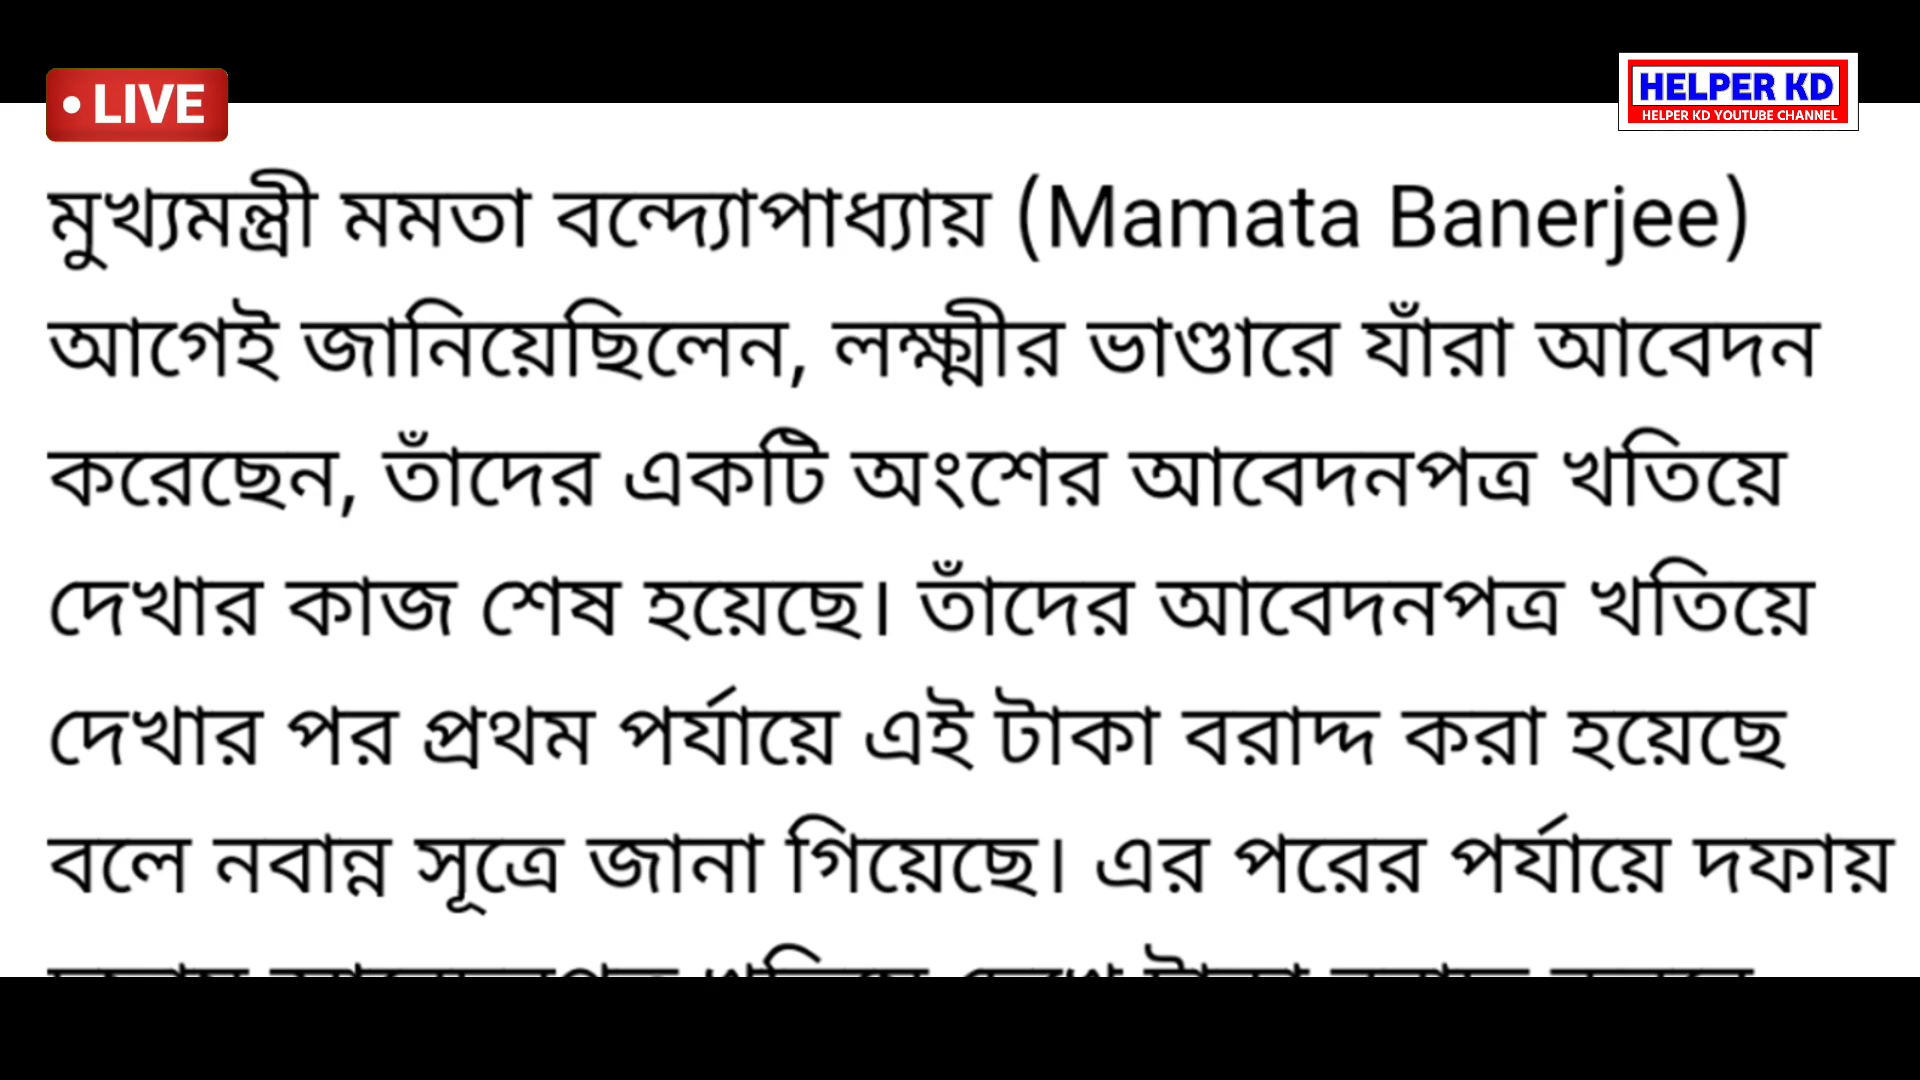 • LIVE
HELPER KD
HELPER KD YOUTUBE CHANNEL
মুখ্যমন্ত্রী মমতা বন্দ্যোপাধ্যায় (Mamata Banerjee)
আগেই জানিয়েছিলেন, লক্ষ্মীর ভাণ্ডারে যাঁরা আবেদন
করেছেন, তাঁদের একটি অংশের আবেদনপত্র খতিয়ে
দেখার কাজ শেষ হয়েছে। তাঁদের আবেদনপত্র খতিয়ে
দেখার পর প্রথম পর্যায়ে এই টাকা বরাদ্দ করা হয়েছে
বলে নবান্ন সূত্রে জানা গিয়েছে। এর পরের পর্যায়ে দফায়